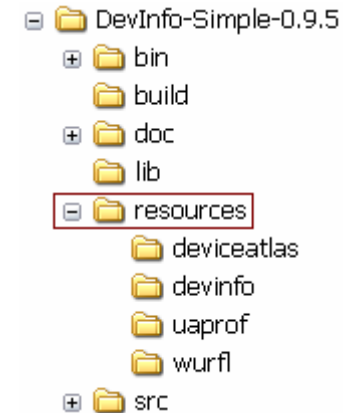 DevInfo-Simple-0.9.5
bin
build
doc
lib
resources
deviceatlas
devinfo
uaprof
wurfl
src